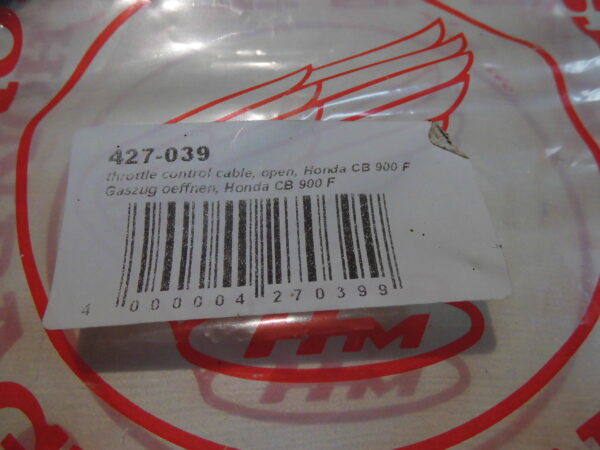 427-039
throttle control cable, open, Honda CB 900 F
Gaszug oeffnen, Honda CB 900 F
4 000004 270399
HM